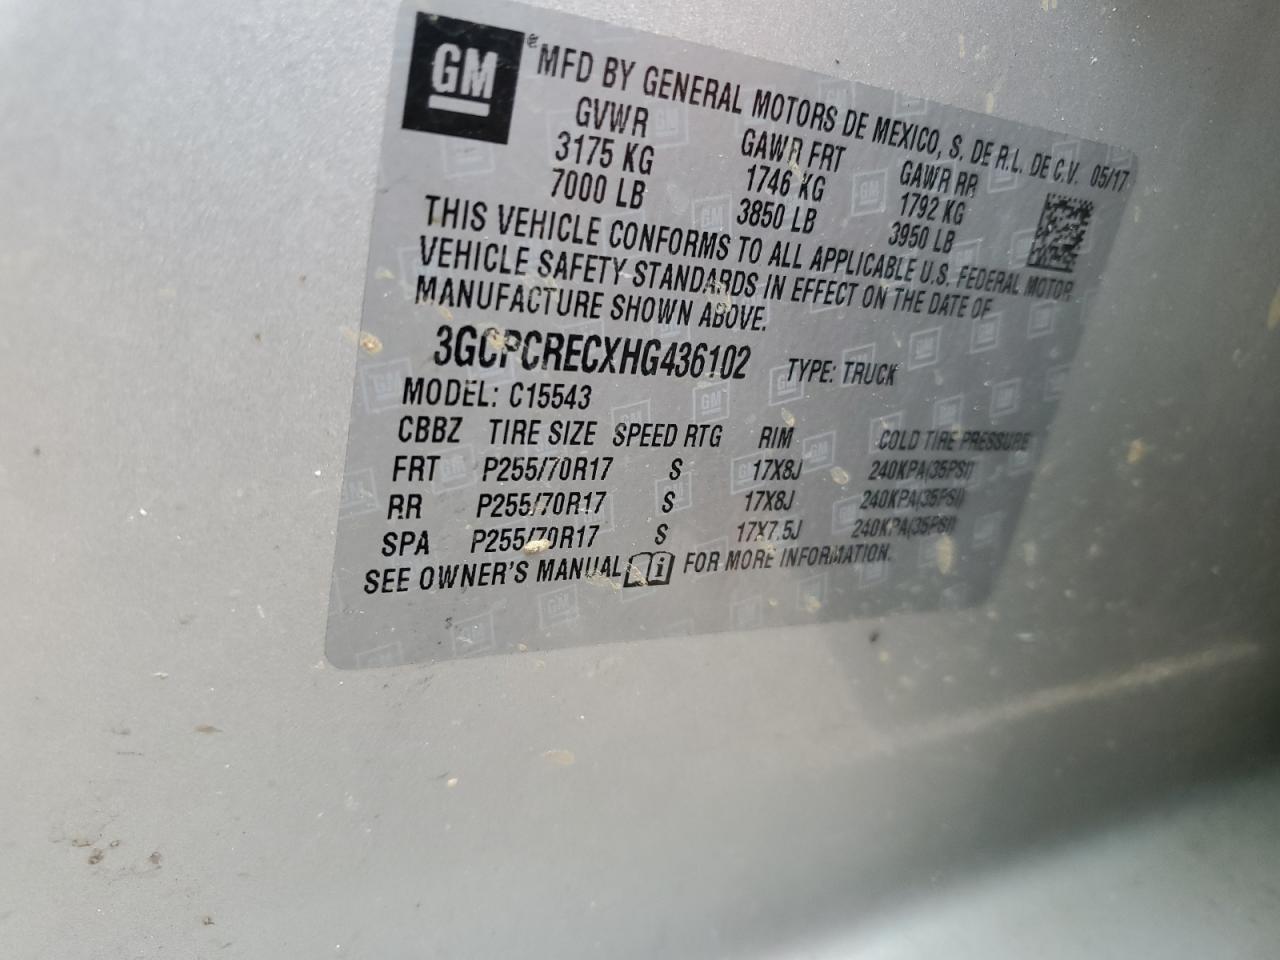 GM
® MFD BY GENERAL MOTORS DE MEXICO, S. DE R.L. DE C.V. 05/17
GVWR GAWR FRT GAWR RR
3175 KG 1746 KG 1792 KG
7000 LB 3850 LB 3950 LB
THIS VEHICLE CONFORMS TO ALL APPLICABLE U.S. FEDERAL MOTOR
VEHICLE SAFETY STANDARDS IN EFFECT ON THE DATE OF
MANUFACTURE SHOWN ABOVE.
3GCPCRECXHG436102 TYPE: TRUCK
MODEL: C15543
CBBZ TIRE SIZE SPEED RTG RIM COLD TIRE PRESSURE
FRT P255/70R17 S 17X8J 240KPA(35PSI)
RR P255/70R17 S 17X8J 240KPA(35PSI)
SPA P255/70R17 S 17X7.5J 240KPA(35PSI)
SEE OWNER'S MANUAL i FOR MORE INFORMATION.